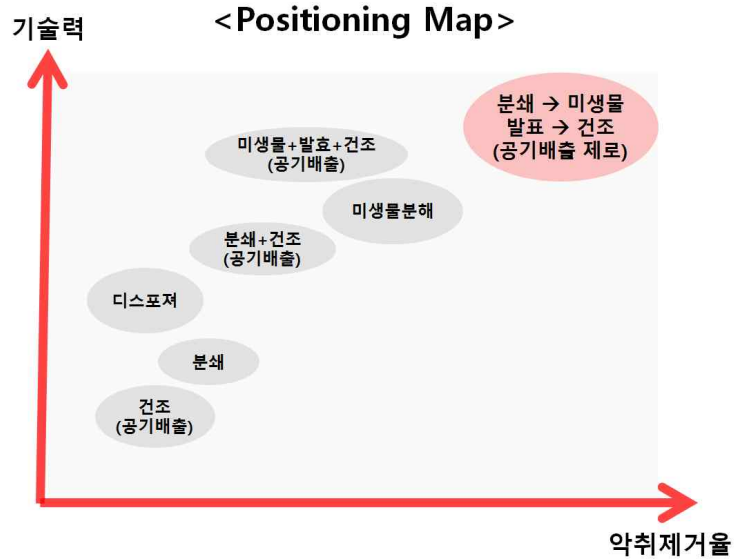 <Positioning Map>
기술력
분쇄 → 미생물
발표 → 건조
(공기배출 제로)
미생물+발효+건조
(공기배출)
미생물분해
분쇄+건조
(공기배출)
디스포져
분쇄
건조
(공기배출)
악취제거율